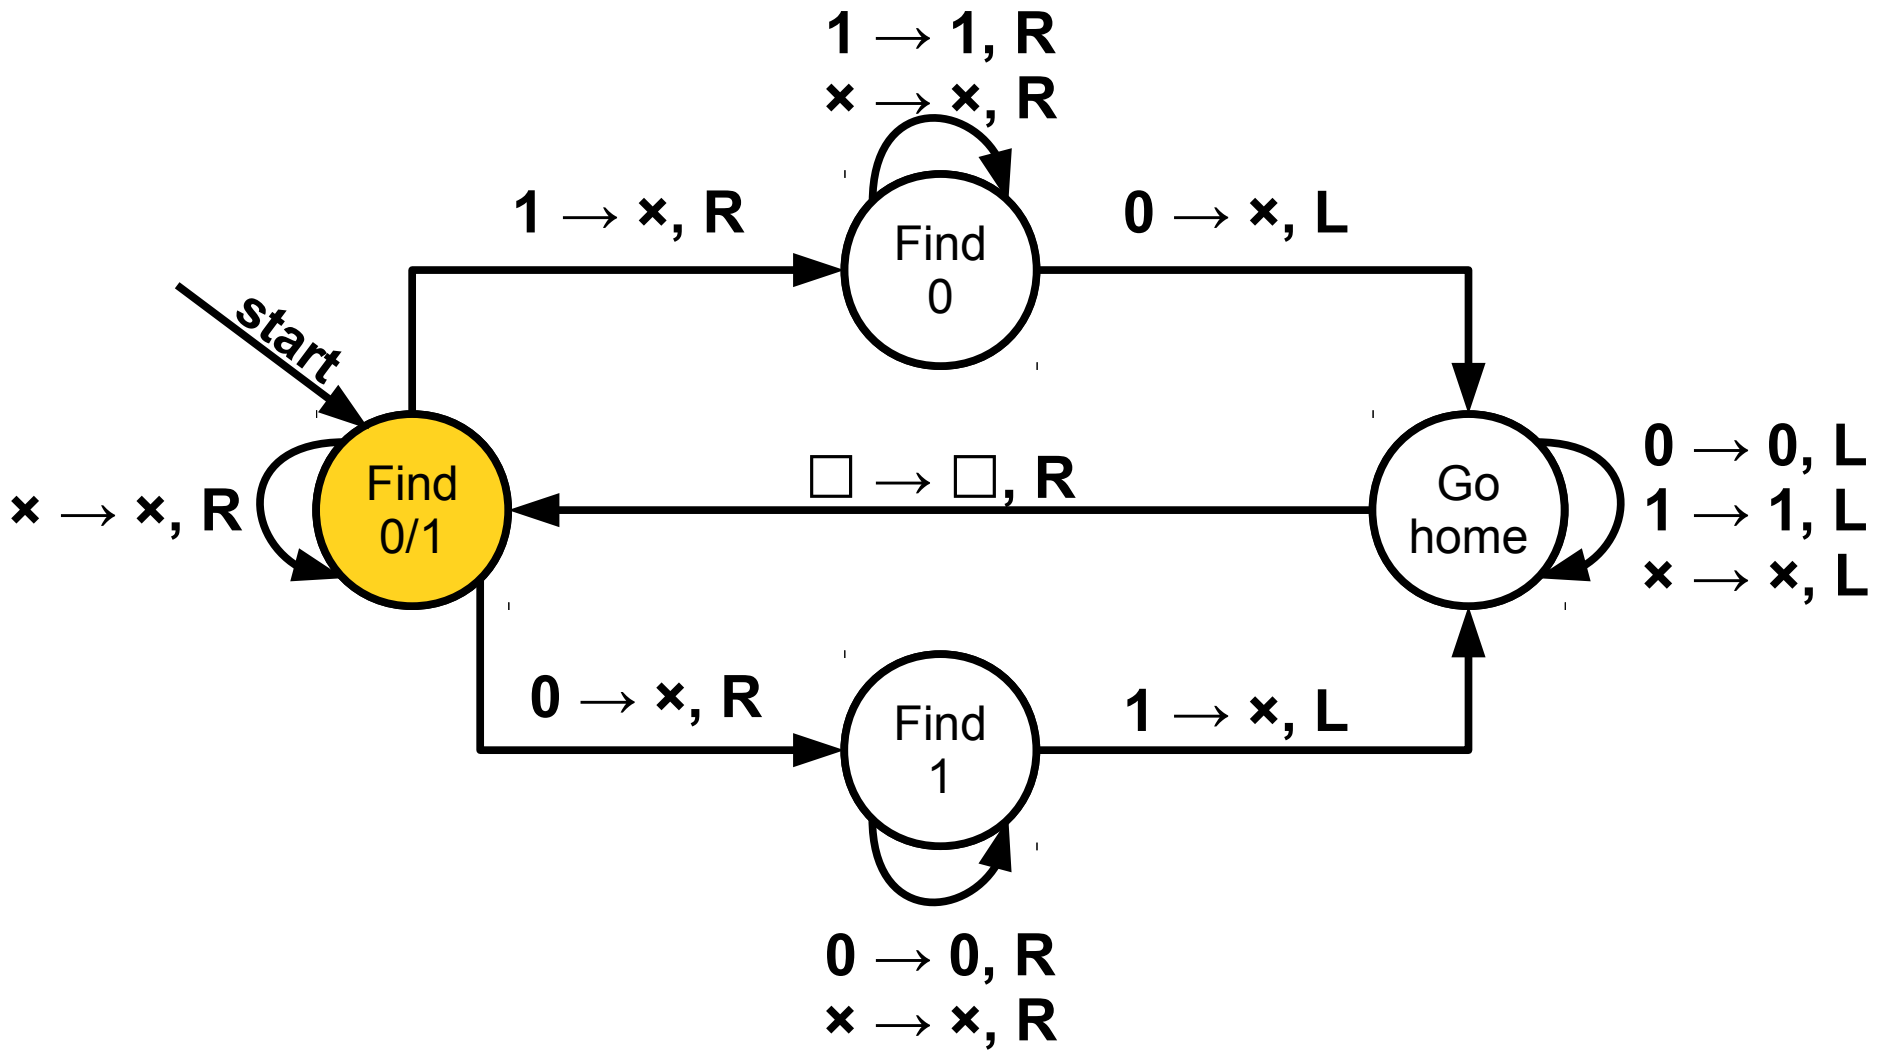 1 → 1, R
× → ×, R
1 → ×, R
0 → ×, L
Find
0
start
Find
0/1
× → ×, R
□ → □, R
Go
home
0 → 0, L
1 → 1, L
× → ×, L
0 → ×, R
1 → ×, L
Find
1
0 → 0, R
× → ×, R